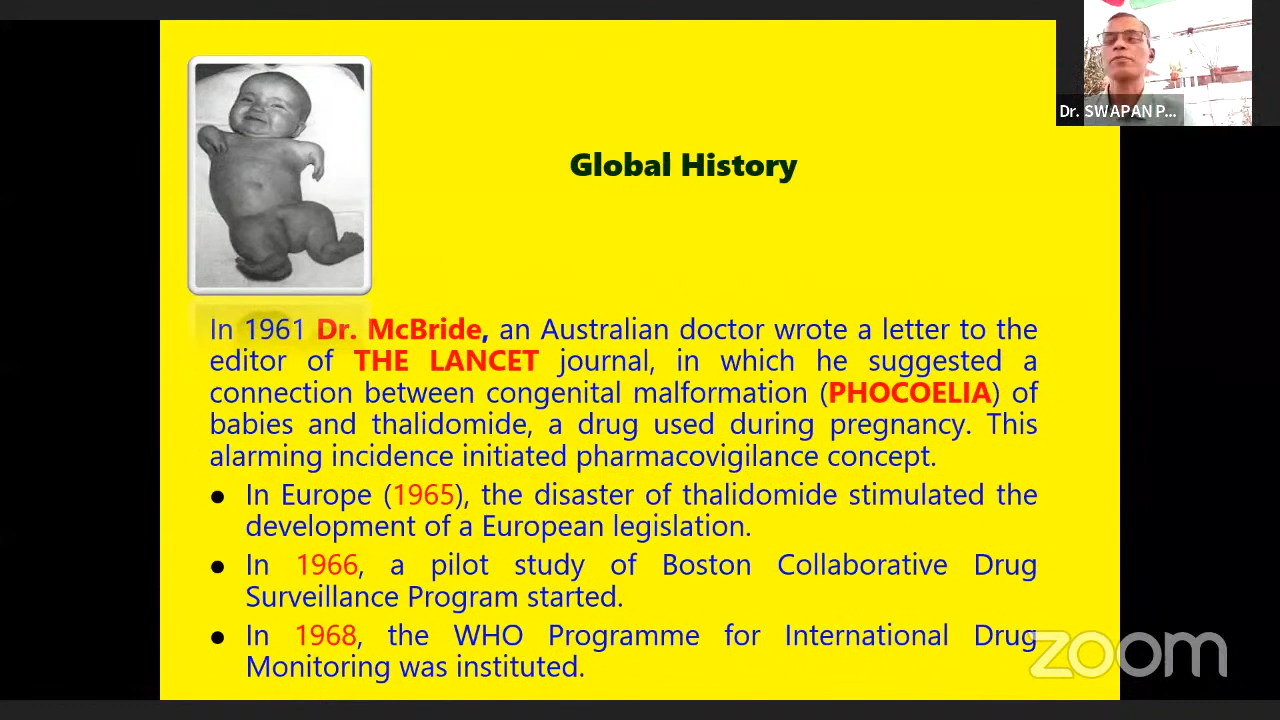 Dr. SWAPAN P...
Global History
In 1961 Dr. McBride, an Australian doctor wrote a letter to the
editor of THE LANCET journal, in which he suggested a
connection between congenital malformation (PHOCOELIA) of
babies and thalidomide, a drug used during pregnancy. This
alarming incidence initiated pharmacovigilance concept.
● In Europe (1965), the disaster of thalidomide stimulated the
development of a European legislation.
● In 1966, a pilot study of Boston Collaborative Drug
Surveillance Program started.
● In 1968, the WHO Programme for International Drug
Monitoring was instituted.
zoom